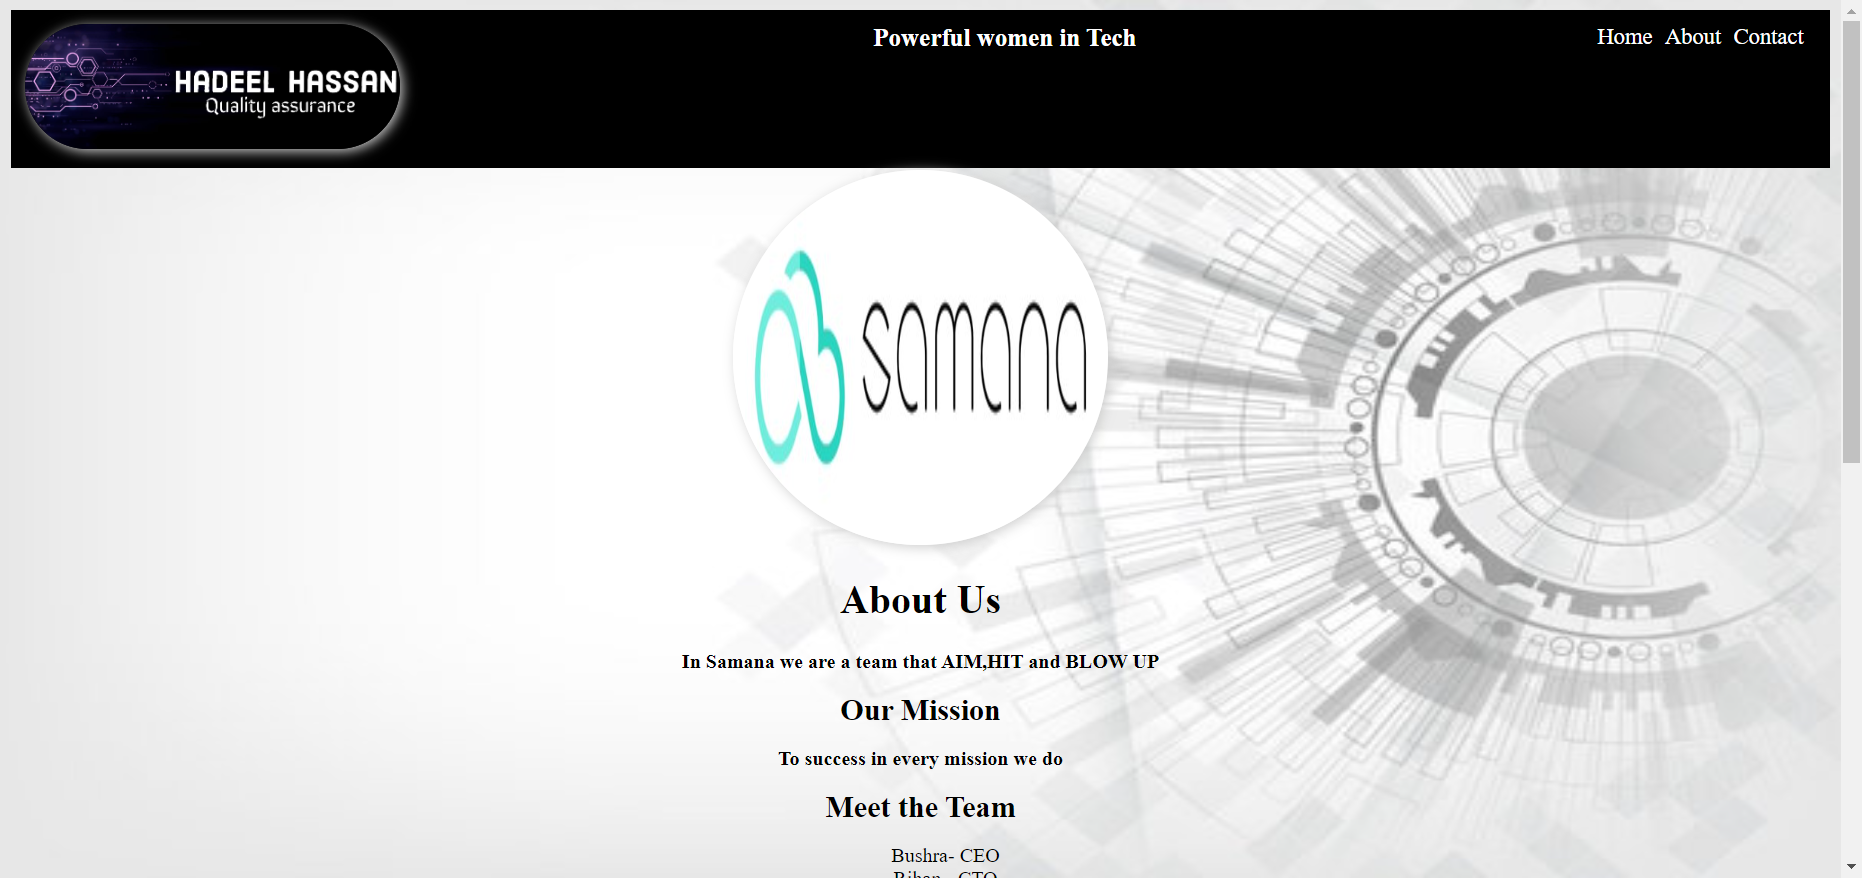 HADEEL HASSAN
Quality assurance
Powerful women in Tech
Home About Contact
samana
About Us
In Samana we are a team that AIM,HIT and BLOW UP
Our Mission
To success in every mission we do
Meet the Team
Bushra- CEO